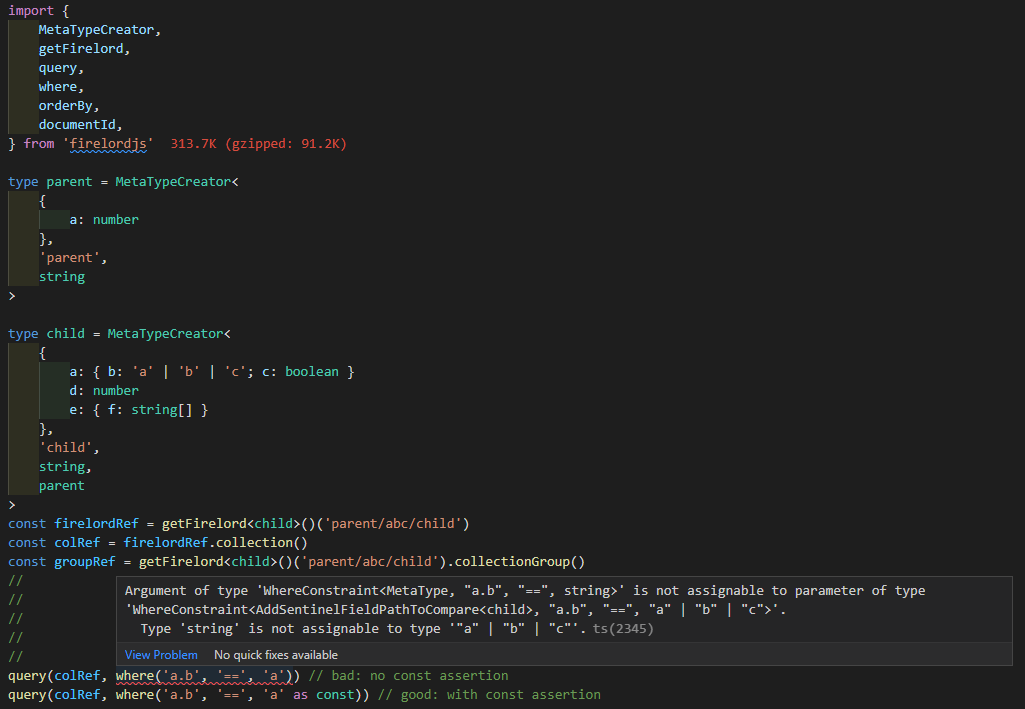 import {
    MetaTypeCreator,
    getFirelord,
    query,
    where,
    orderBy,
    documentId,
} from 'firelordjs'  313.7K (gzipped: 91.2K)
type parent = MetaTypeCreator<
    {
        a: number
    },
    'parent',
    string
>
type child = MetaTypeCreator<
    {
        a: { b: 'a' | 'b' | 'c'; c: boolean }
        d: number
        e: { f: string[] }
    },
    'child',
    string,
    parent
>
const firelordRef = getFirelord<child>()('parent/abc/child')
const colRef = firelordRef.collection()
const groupRef = getFirelord<child>()('parent/abc/child').collectionGroup()
//
//
//
//
//
Argument of type 'WhereConstraint<MetaType, "a.b", "==", string>' is not assignable to parameter of type
'WhereConstraint<AddSentinelFieldPathToCompare<child>, "a.b", "==", "a" | "b" | "c">'.
  Type 'string' is not assignable to type '"a" | "b" | "c"'. ts(2345)
View Problem    No quick fixes available
query(colRef, where('a.b', '==', 'a')) // bad: no const assertion
query(colRef, where('a.b', '==', 'a' as const)) // good: with const assertion